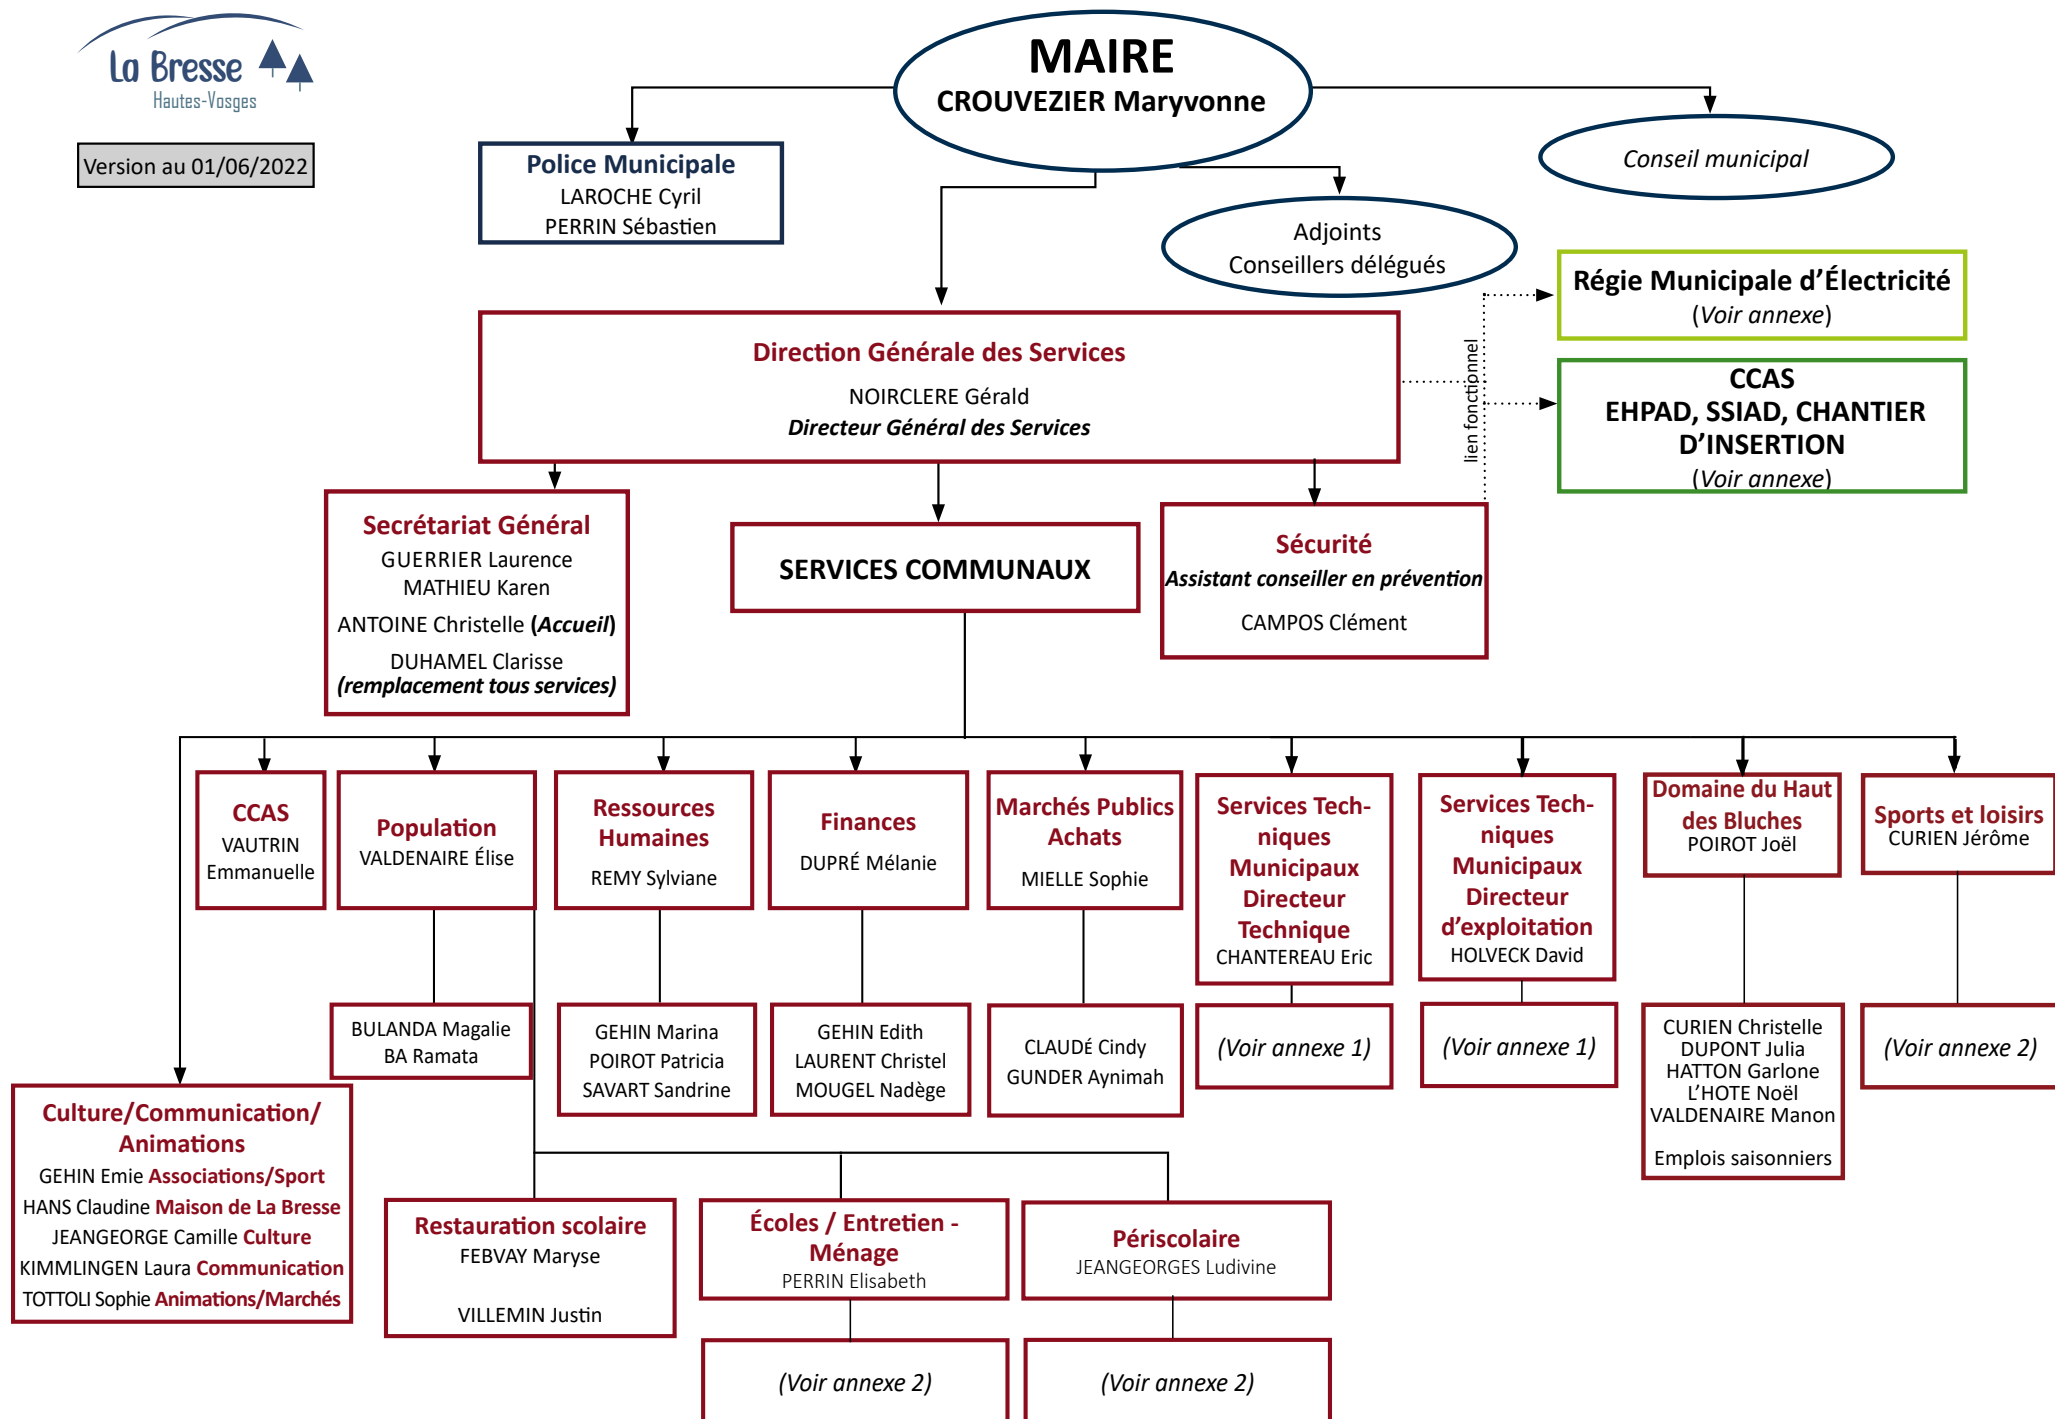 La Bresse
Hautes-Vosges
Version au 01/06/2022
MAIRE
CROUVEZIER Maryvonne
Police Municipale
LAROCHE Cyril
PERRIN Sébastien
Conseil municipal
Adjoints
Conseillers délégués
Régie Municipale d’Électricité
(Voir annexe)
Direction Générale des Services
NOIRCLERE Gérald
Directeur Général des Services
lien fonctionnel
CCAS
EHPAD, SSIAD, CHANTIER
D’INSERTION
(Voir annexe)
Secrétariat Général
GUERRIER Laurence
MATHIEU Karen
ANTOINE Christelle (Accueil)
DUHAMEL Clarisse
(remplacement tous services)
SERVICES COMMUNAUX
Sécurité
Assistant conseiller en prévention
CAMPOS Clément
CCAS
VAUTRIN
Emmanuelle
Population
VALDENAIRE Élise
Ressources
Humaines
REMY Sylviane
Finances
DUPRÉ Mélanie
Marchés Publics
Achats
MIELLE Sophie
Services Tech-
niques
Municipaux
Directeur
Technique
CHANTEREAU Eric
Services Tech-
niques
Municipaux
Directeur
d’exploitation
HOLVECK David
Domaine du Haut
des Bluches
POIROT Joël
Sports et loisirs
CURIEN Jérôme
BULANDA Magalie
BA Ramata
GEHIN Marina
POIROT Patricia
SAVART Sandrine
GEHIN Edith
LAURENT Christel
MOUGEL Nadège
CLAUDÉ Cindy
GUNDER Aynimah
(Voir annexe 1)
(Voir annexe 1)
CURIEN Christelle
DUPONT Julia
HATTON Garlone
L’HOTE Noël
VALDENAIRE Manon
Emplois saisonniers
(Voir annexe 2)
Culture/Communication/
Animations
GEHIN Emie Associations/Sport
HANS Claudine Maison de La Bresse
JEANGEORGE Camille Culture
KIMMLINGEN Laura Communication
TOTTOLI Sophie Animations/Marchés
Restauration scolaire
FEBVAY Maryse
VILLEMIN Justin
Écoles / Entretien -
Ménage
PERRIN Elisabeth
Périscolaire
JEANGEORGES Ludivine
(Voir annexe 2)
(Voir annexe 2)